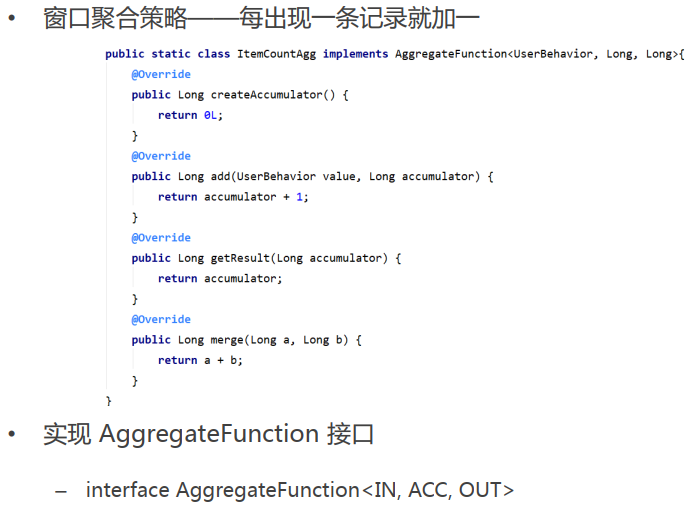 • 窗口聚合策略——每出现一条记录就加一
public static class ItemCountAgg implements AggregateFunction<UserBehavior, Long, Long>{
@Override
public Long createAccumulator() {
return 0L;
}
@Override
public Long add(UserBehavior value, Long accumulator) {
return accumulator + 1;
}
@Override
public Long getResult(Long accumulator) {
return accumulator;
}
@Override
public Long merge(Long a, Long b) {
return a + b;
}
}
• 实现 AggregateFunction 接口
– interface AggregateFunction<IN, ACC, OUT>